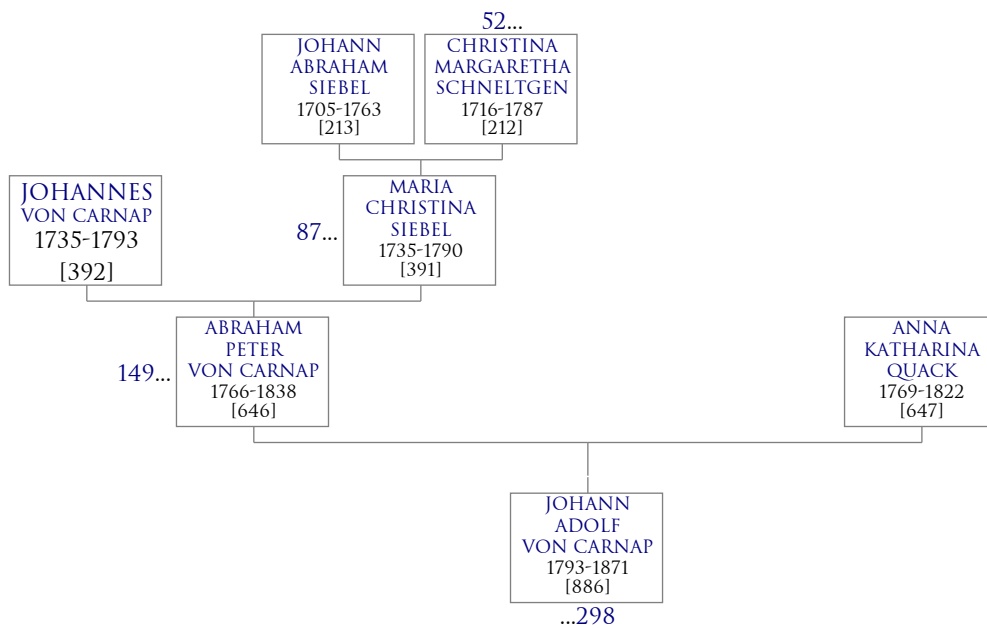 52...
JOHANN
ABRAHAM
SIEBEL
1705-1763
[213]
CHRISTINA
MARGARETHA
SCHNELTGEN
1716-1787
[212]
JOHANNES
VON CARNAP
1735-1793
[392]
87...
MARIA
CHRISTINA
SIEBEL
1735-1790
[391]
149...
ABRAHAM
PETER
VON CARNAP
1766-1838
[646]
ANNA
KATHARINA
QUACK
1769-1822
[647]
JOHANN
ADOLF
VON CARNAP
1793-1871
[886]
...298